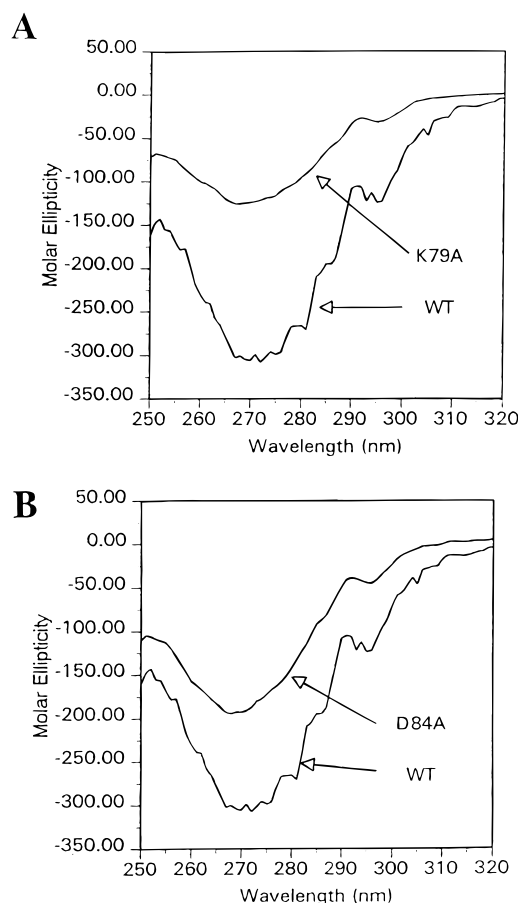 A
50.00
0.00
-50.00
-100.00
-150.00
-200.00
-250.00
-300.00
-350.00
Molar Ellipticity
K79A
WT
250 260 270 280 290 300 310 320
Wavelength (nm)
B
50.00
0.00
-50.00
-100.00
-150.00
-200.00
-250.00
-300.00
-350.00
Molar Ellipticity
D84A
WT
250 260 270 280 290 300 310 320
Wavelength (nm)